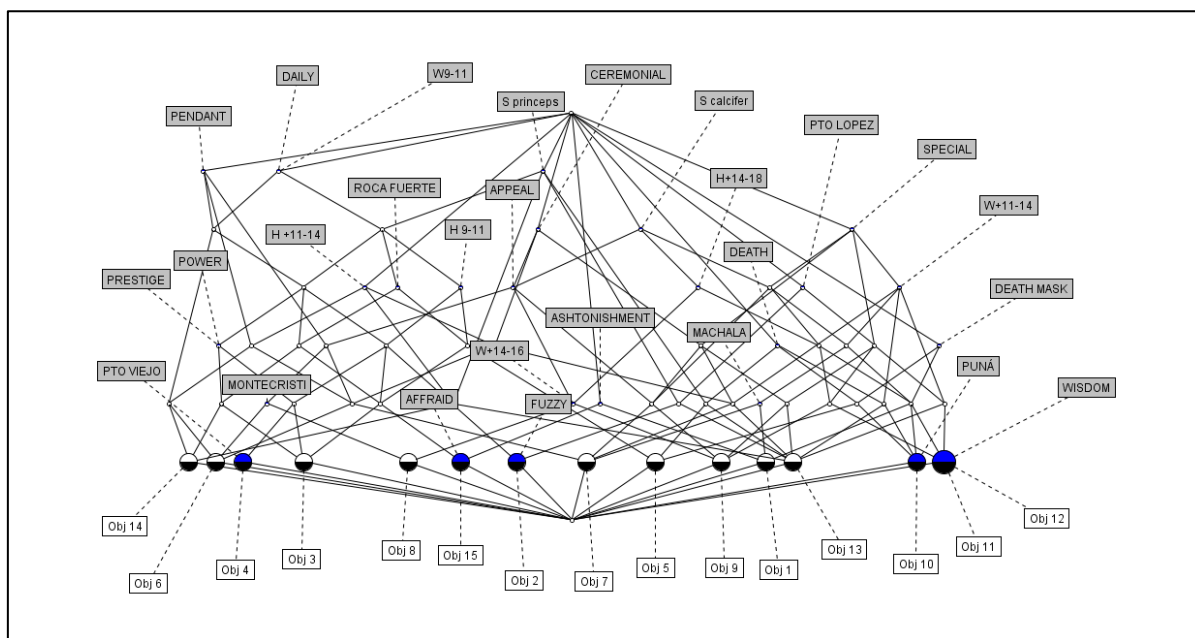 DAILY
W9-11
CEREMONIAL
S princeps
S calcifer
PENDANT
PTO LOPEZ
SPECIAL
H+14-18
ROCA FUERTE
APPEAL
W+11-14
H +11-14
H 9-11
DEATH
POWER
PRESTIGE
DEATH MASK
ASHTONISHMENT
MACHALA
W+14-16
PTO VIEJO
PUNÁ
MONTECRISTI
WISDOM
AFFRAID
FUZZY
Obj 14
Obj 12
Obj 6
Obj 4
Obj 3
Obj 8
Obj 15
Obj 2
Obj 7
Obj 5
Obj 9
Obj 1
Obj 13
Obj 10
Obj 11